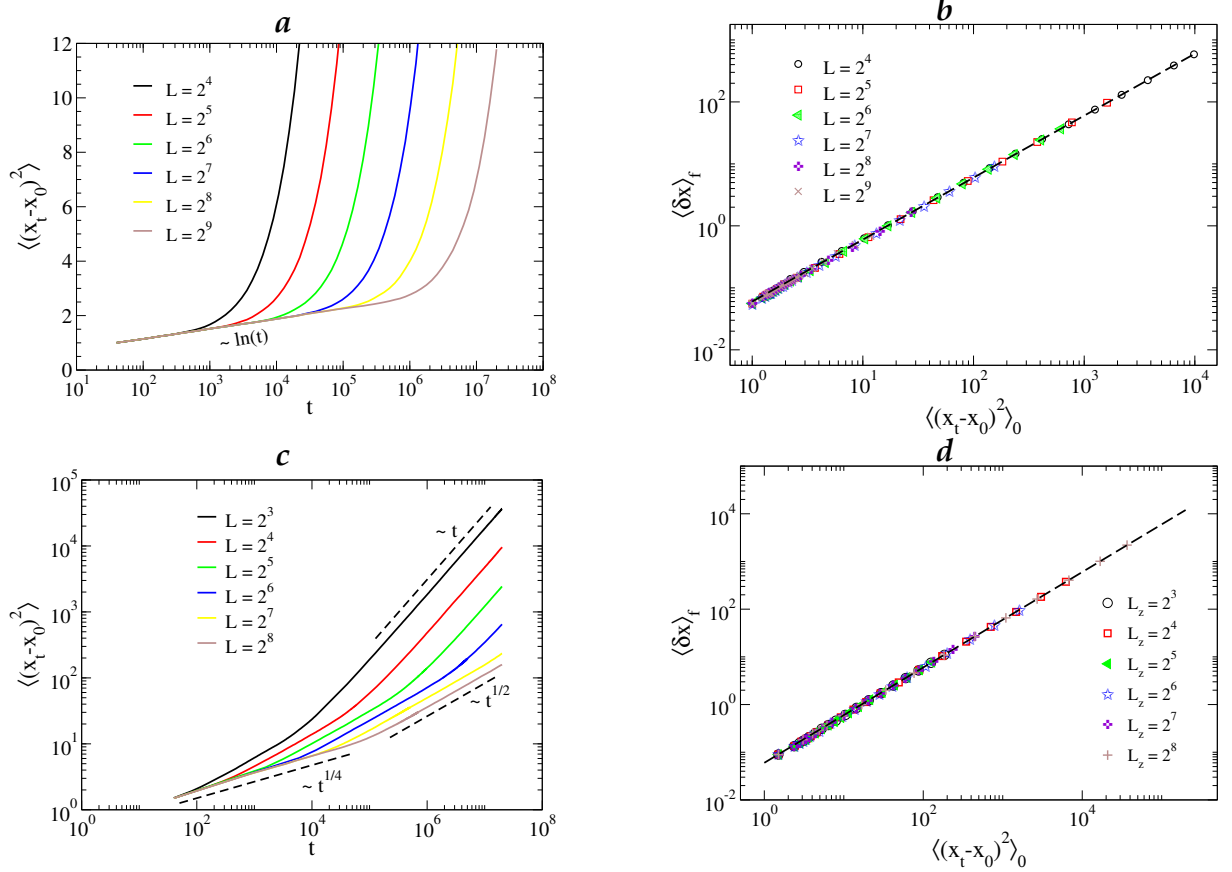 a
12
10
8
6
4
2
0
⟨(x_t-x_0)^2⟩
L = 2^4
L = 2^5
L = 2^6
L = 2^7
L = 2^8
L = 2^9
~ ln(t)
10^1 10^2 10^3 10^4 10^5 10^6 10^7 10^8
t
b
10^2
10^0
10^-2
⟨δx⟩_f
L = 2^4
L = 2^5
L = 2^6
L = 2^7
L = 2^8
L = 2^9
10^0 10^1 10^2 10^3 10^4
⟨(x_t-x_0)^2⟩_0
c
10^5
10^4
10^3
10^2
10^1
10^0
⟨(x_t-x_0)^2⟩
L = 2^3
L = 2^4
L = 2^5
L = 2^6
L = 2^7
L = 2^8
~ t
~ t^1/2
~ t^1/4
10^0 10^2 10^4 10^6 10^8
t
d
10^4
10^2
10^0
10^-2
⟨δx⟩_f
L_z = 2^3
L_z = 2^4
L_z = 2^5
L_z = 2^6
L_z = 2^7
L_z = 2^8
10^0 10^2 10^4
⟨(x_t-x_0)^2⟩_0